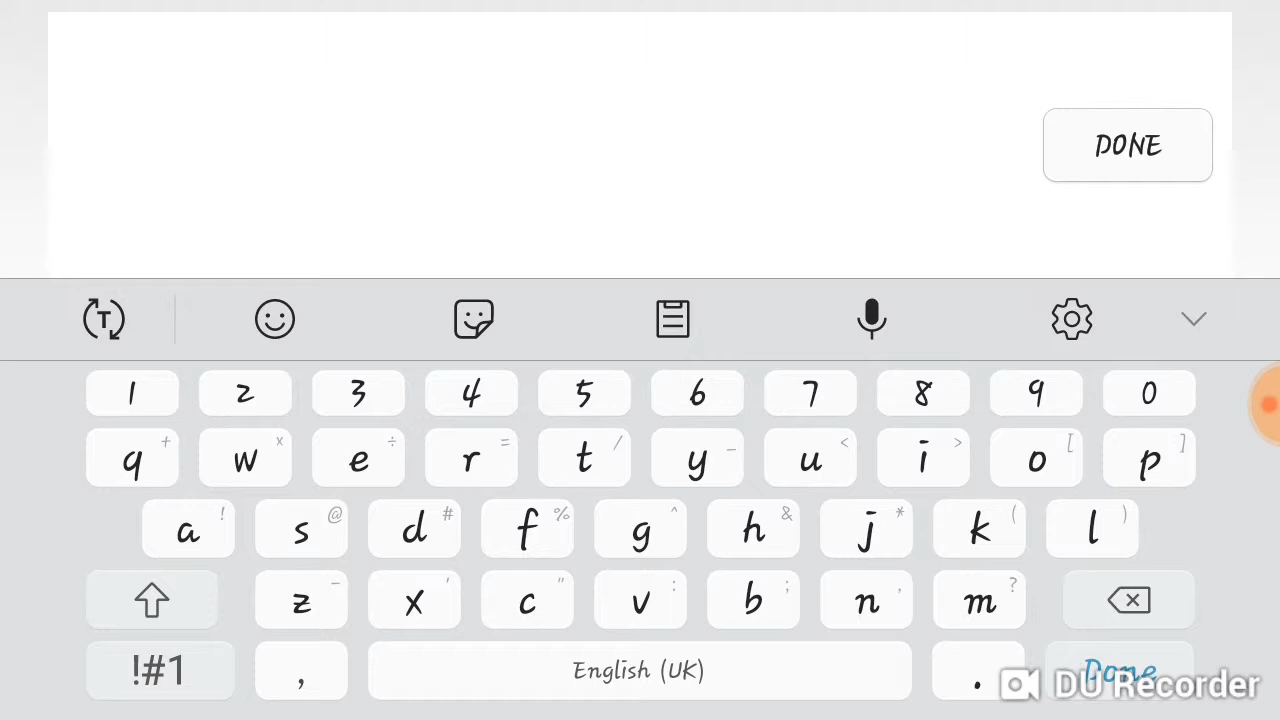 DONE
T
1 2 3 4 5 6 7 8 9 0
q + w × e ÷ r = t / y _ u < i > o [ p ]
a ! s @ d # f % g ^ h & j * k ( l )
z - x ' c " v : b ; n , m ?
!#1 , English (UK) . Done
DU Recorder